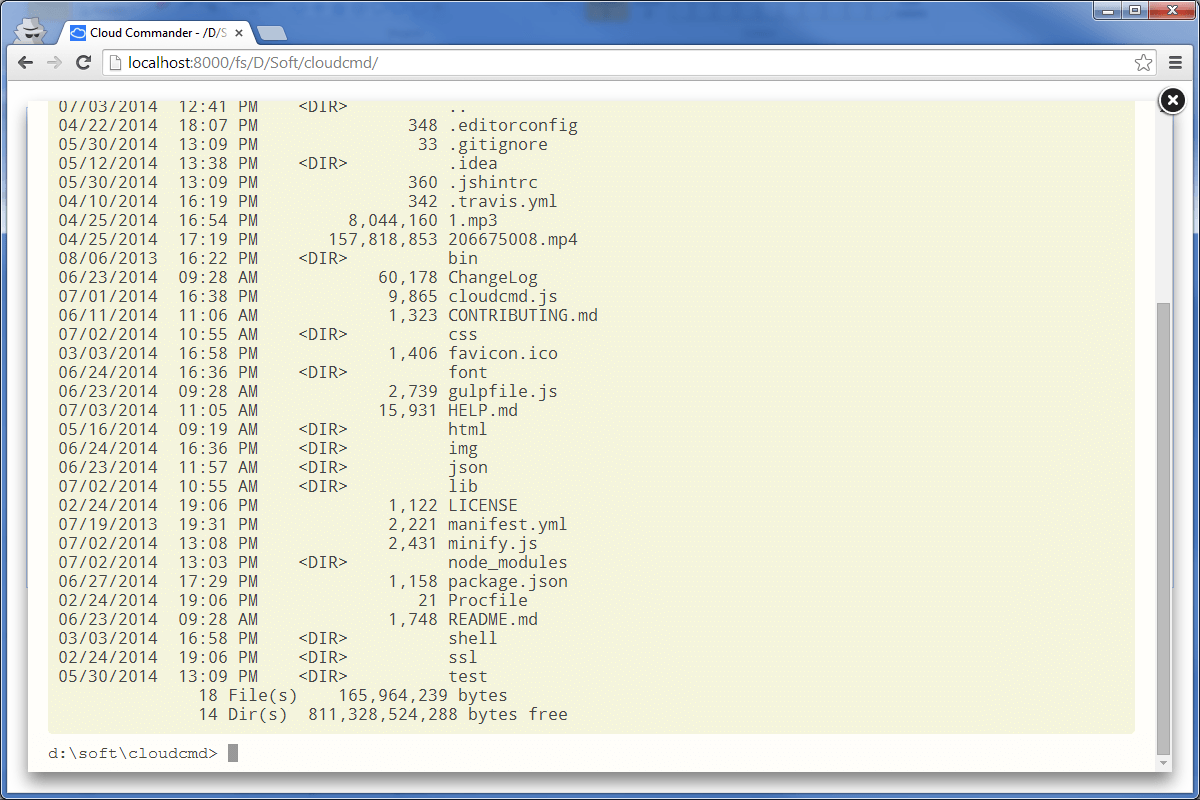 Cloud Commander - /D/S
localhost:8000/fs/D/Soft/cloudcmd/
07/03/2014  12:41 PM    <DIR>          ..
04/22/2014  18:07 PM               348 .editorconfig
05/30/2014  13:09 PM                33 .gitignore
05/12/2014  13:38 PM    <DIR>          .idea
05/30/2014  13:09 PM               360 .jshintrc
04/10/2014  16:19 PM               342 .travis.yml
04/25/2014  16:54 PM         8,044,160 1.mp3
04/25/2014  17:19 PM       157,818,853 206675008.mp4
08/06/2013  16:22 PM    <DIR>          bin
06/23/2014  09:28 AM            60,178 ChangeLog
07/01/2014  16:38 PM             9,865 cloudcmd.js
06/11/2014  11:06 AM             1,323 CONTRIBUTING.md
07/02/2014  10:55 AM    <DIR>          css
03/03/2014  16:58 PM             1,406 favicon.ico
06/24/2014  16:36 PM    <DIR>          font
06/23/2014  09:28 AM             2,739 gulpfile.js
07/03/2014  11:05 AM            15,931 HELP.md
05/16/2014  09:19 AM    <DIR>          html
06/24/2014  16:36 PM    <DIR>          img
06/23/2014  11:57 AM    <DIR>          json
07/02/2014  10:55 AM    <DIR>          lib
02/24/2014  19:06 PM             1,122 LICENSE
07/19/2013  19:31 PM             2,221 manifest.yml
07/02/2014  13:08 PM             2,431 minify.js
07/02/2014  13:03 PM    <DIR>          node_modules
06/27/2014  17:29 PM             1,158 package.json
02/24/2014  19:06 PM                21 Procfile
06/23/2014  09:28 AM             1,748 README.md
03/03/2014  16:58 PM    <DIR>          shell
02/24/2014  19:06 PM    <DIR>          ssl
05/30/2014  13:09 PM    <DIR>          test
18 File(s)    165,964,239 bytes
14 Dir(s)  811,328,524,288 bytes free
d:\soft\cloudcmd>